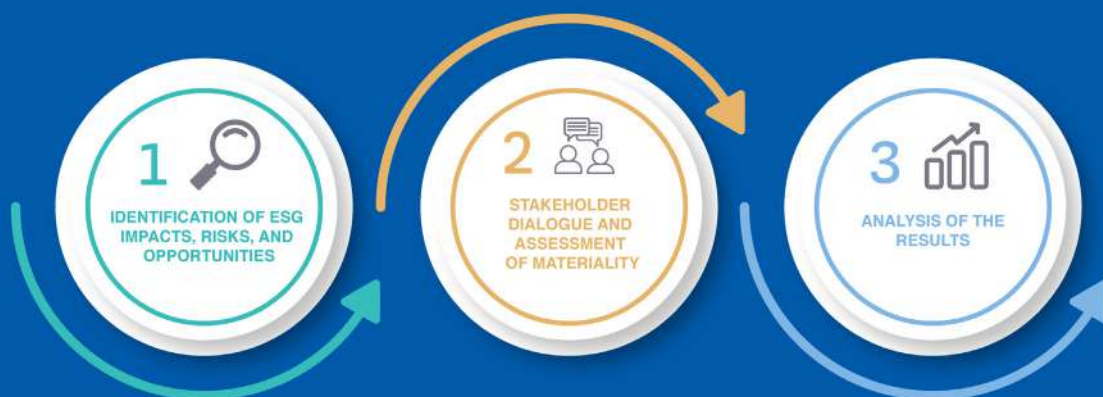 1
IDENTIFICATION OF ESG
IMPACTS, RISKS, AND
OPPORTUNITIES
2
STAKEHOLDER
DIALOGUE AND
ASSESSMENT
OF MATERIALITY
3
ANALYSIS OF THE
RESULTS